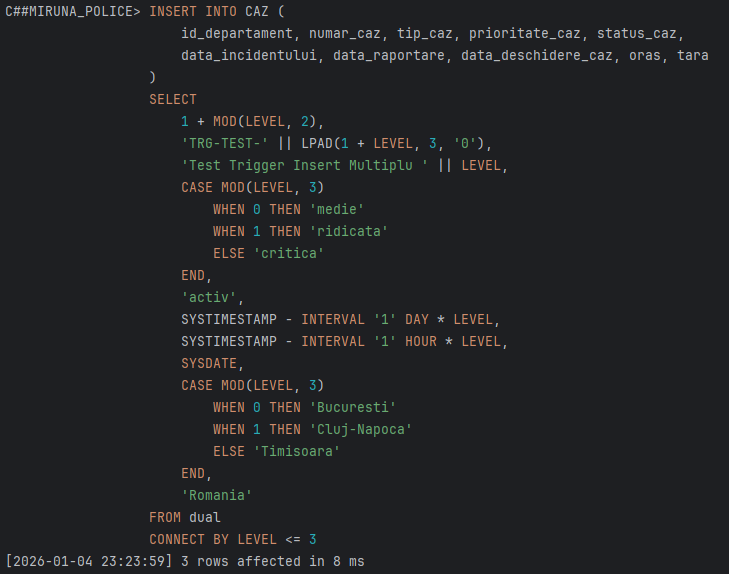 C##MIRUNA_POLICE> INSERT INTO CAZ (
id_departament, numar_caz, tip_caz, prioritate_caz, status_caz,
data_incidentului, data_raportare, data_deschidere_caz, oras, tara
)
SELECT
1 + MOD(LEVEL, 2),
'TRG-TEST-' || LPAD(1 + LEVEL, 3, '0'),
'Test Trigger Insert Multiplu ' || LEVEL,
CASE MOD(LEVEL, 3)
WHEN 0 THEN 'medie'
WHEN 1 THEN 'ridicata'
ELSE 'critica'
END,
'activ',
SYSTIMESTAMP - INTERVAL '1' DAY * LEVEL,
SYSTIMESTAMP - INTERVAL '1' HOUR * LEVEL,
SYSDATE,
CASE MOD(LEVEL, 3)
WHEN 0 THEN 'Bucuresti'
WHEN 1 THEN 'Cluj-Napoca'
ELSE 'Timisoara'
END,
'Romania'
FROM dual
CONNECT BY LEVEL <= 3
[2026-01-04 23:23:59] 3 rows affected in 8 ms